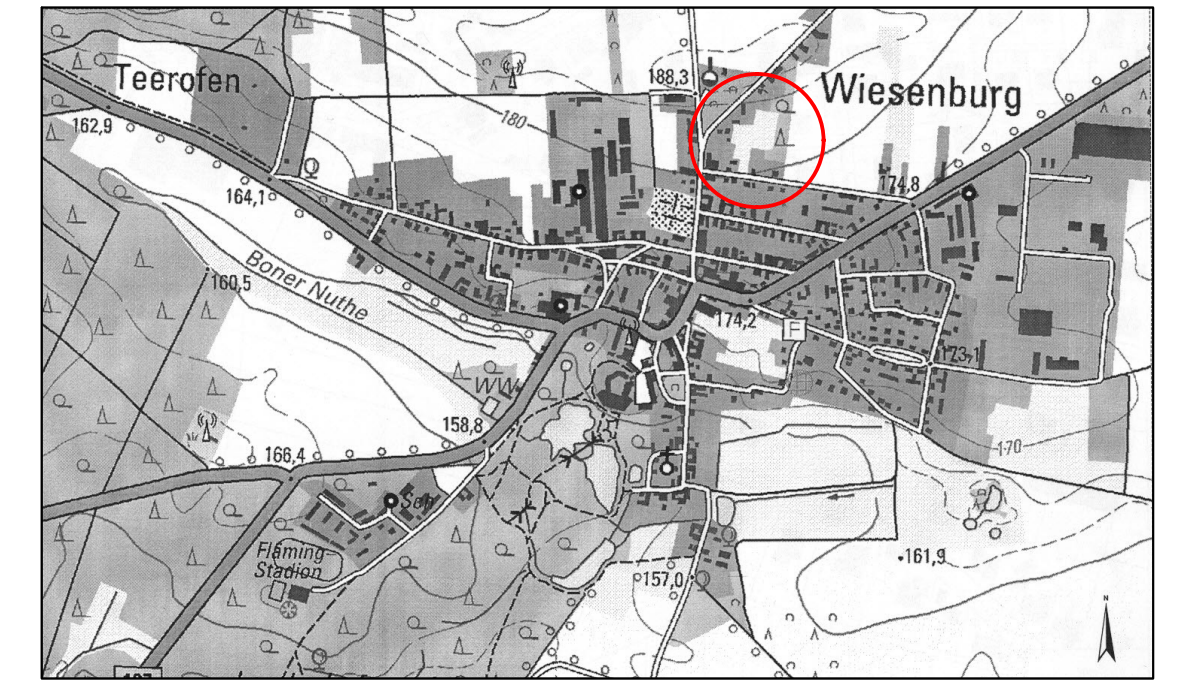 188,3
Teerofen
Wiesenburg
162,9
180
174,8
164,1
Boner Nuthe
160,5
174,2
F
173,1
WW
158,8
166,4
170
Sch
Fläming-
Stadion
161,9
157,0
N